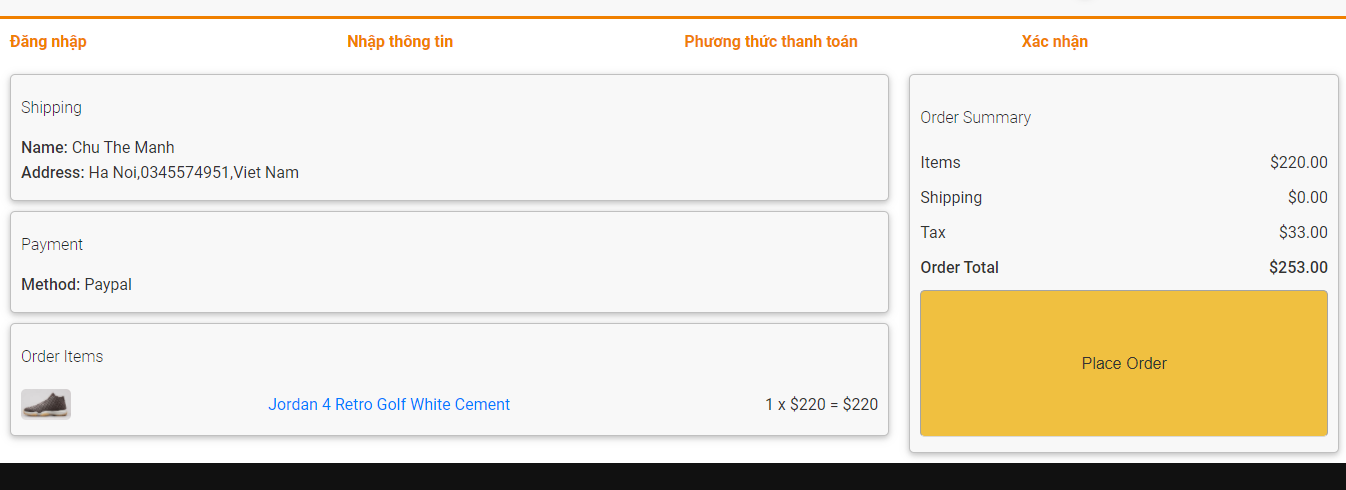 Đăng nhập Nhập thông tin Phương thức thanh toán Xác nhận
Shipping
Name: Chu The Manh
Address: Ha Noi,0345574951,Viet Nam
Payment
Method: Paypal
Order Items
Jordan 4 Retro Golf White Cement 1 x $220 = $220
Order Summary
Items $220.00
Shipping $0.00
Tax $33.00
Order Total $253.00
Place Order